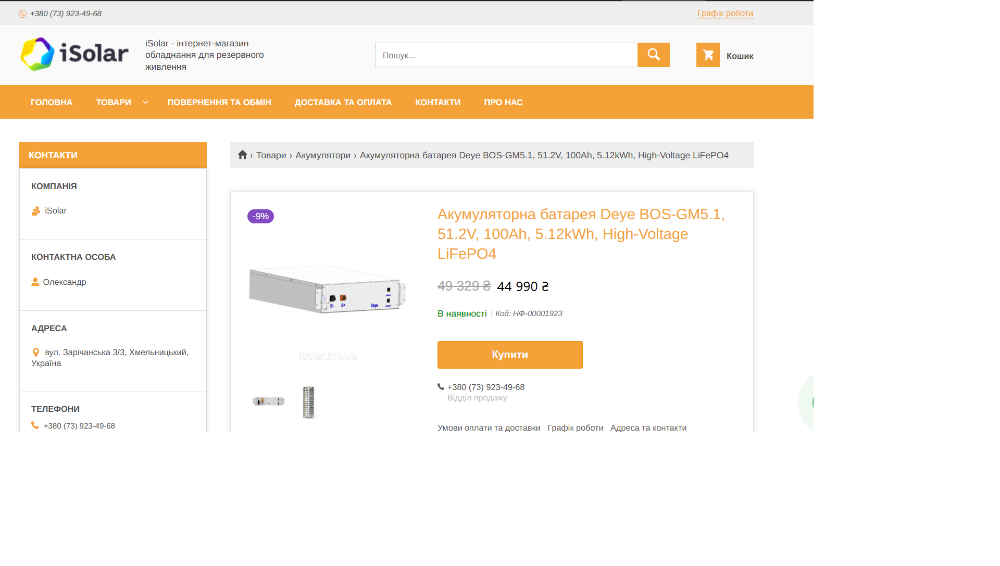 +380 (73) 923-49-68
Графік роботи
iSolar
iSolar - інтернет-магазин
обладнання для резервного
живлення
Пошук...
Кошик
ГОЛОВНА
ТОВАРИ
ПОВЕРНЕННЯ ТА ОБМІН
ДОСТАВКА ТА ОПЛАТА
КОНТАКТИ
ПРО НАС
КОНТАКТИ
КОМПАНІЯ
iSolar
КОНТАКТНА ОСОБА
Олександр
АДРЕСА
вул. Зарічанська 3/3, Хмельницький,
Україна
ТЕЛЕФОНИ
+380 (73) 923-49-68
› Товари › Акумулятори › Акумуляторна батарея Deye BOS-GM5.1, 51.2V, 100Ah, 5.12kWh, High-Voltage LiFePO4
-9%
B-
B+
Deye
isolar.km.ua
Акумуляторна батарея Deye BOS-GM5.1,
51.2V, 100Ah, 5.12kWh, High-Voltage
LiFePO4
49 329 ₴ 44 990 ₴
В наявності
Код: НФ-00001923
Купити
+380 (73) 923-49-68
Відділ продажу
Умови оплати та доставки
Графік роботи
Адреса та контакти